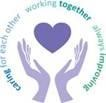 caring for each other
working together
always improving